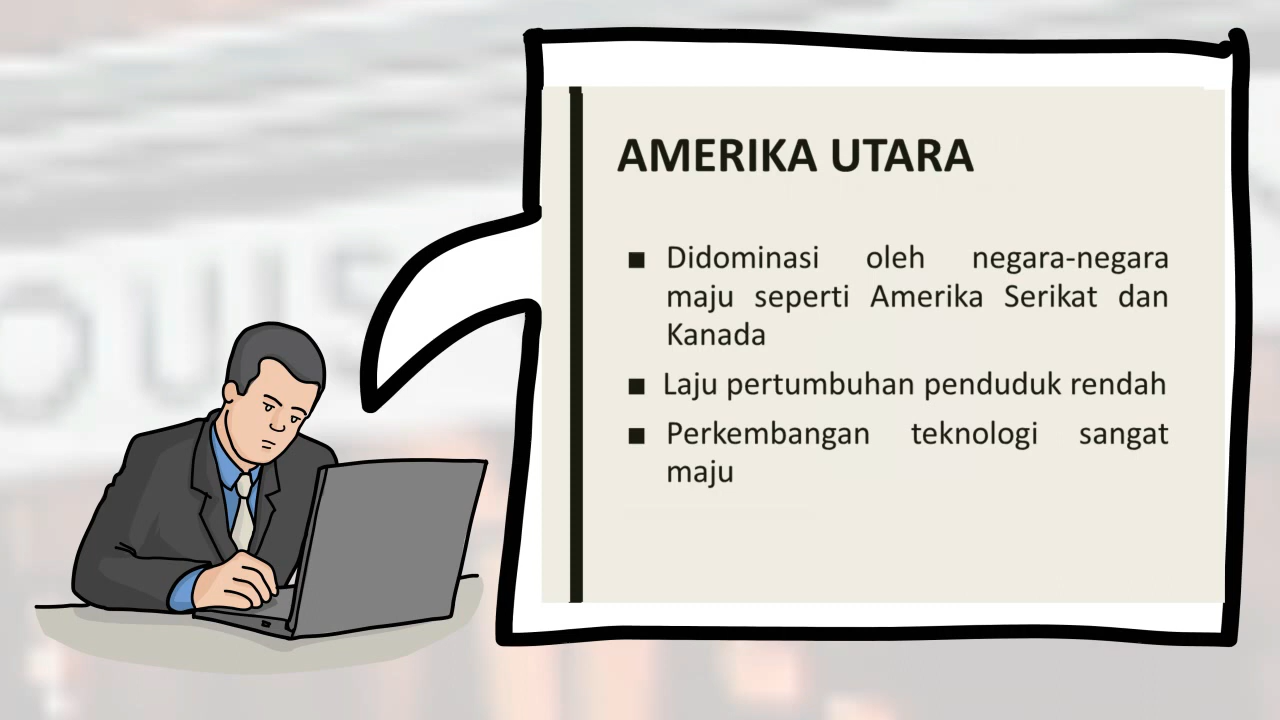 AMERIKA UTARA
▪ Didominasi oleh negara-negara
maju seperti Amerika Serikat dan
Kanada
▪ Laju pertumbuhan penduduk rendah
▪ Perkembangan teknologi sangat
maju